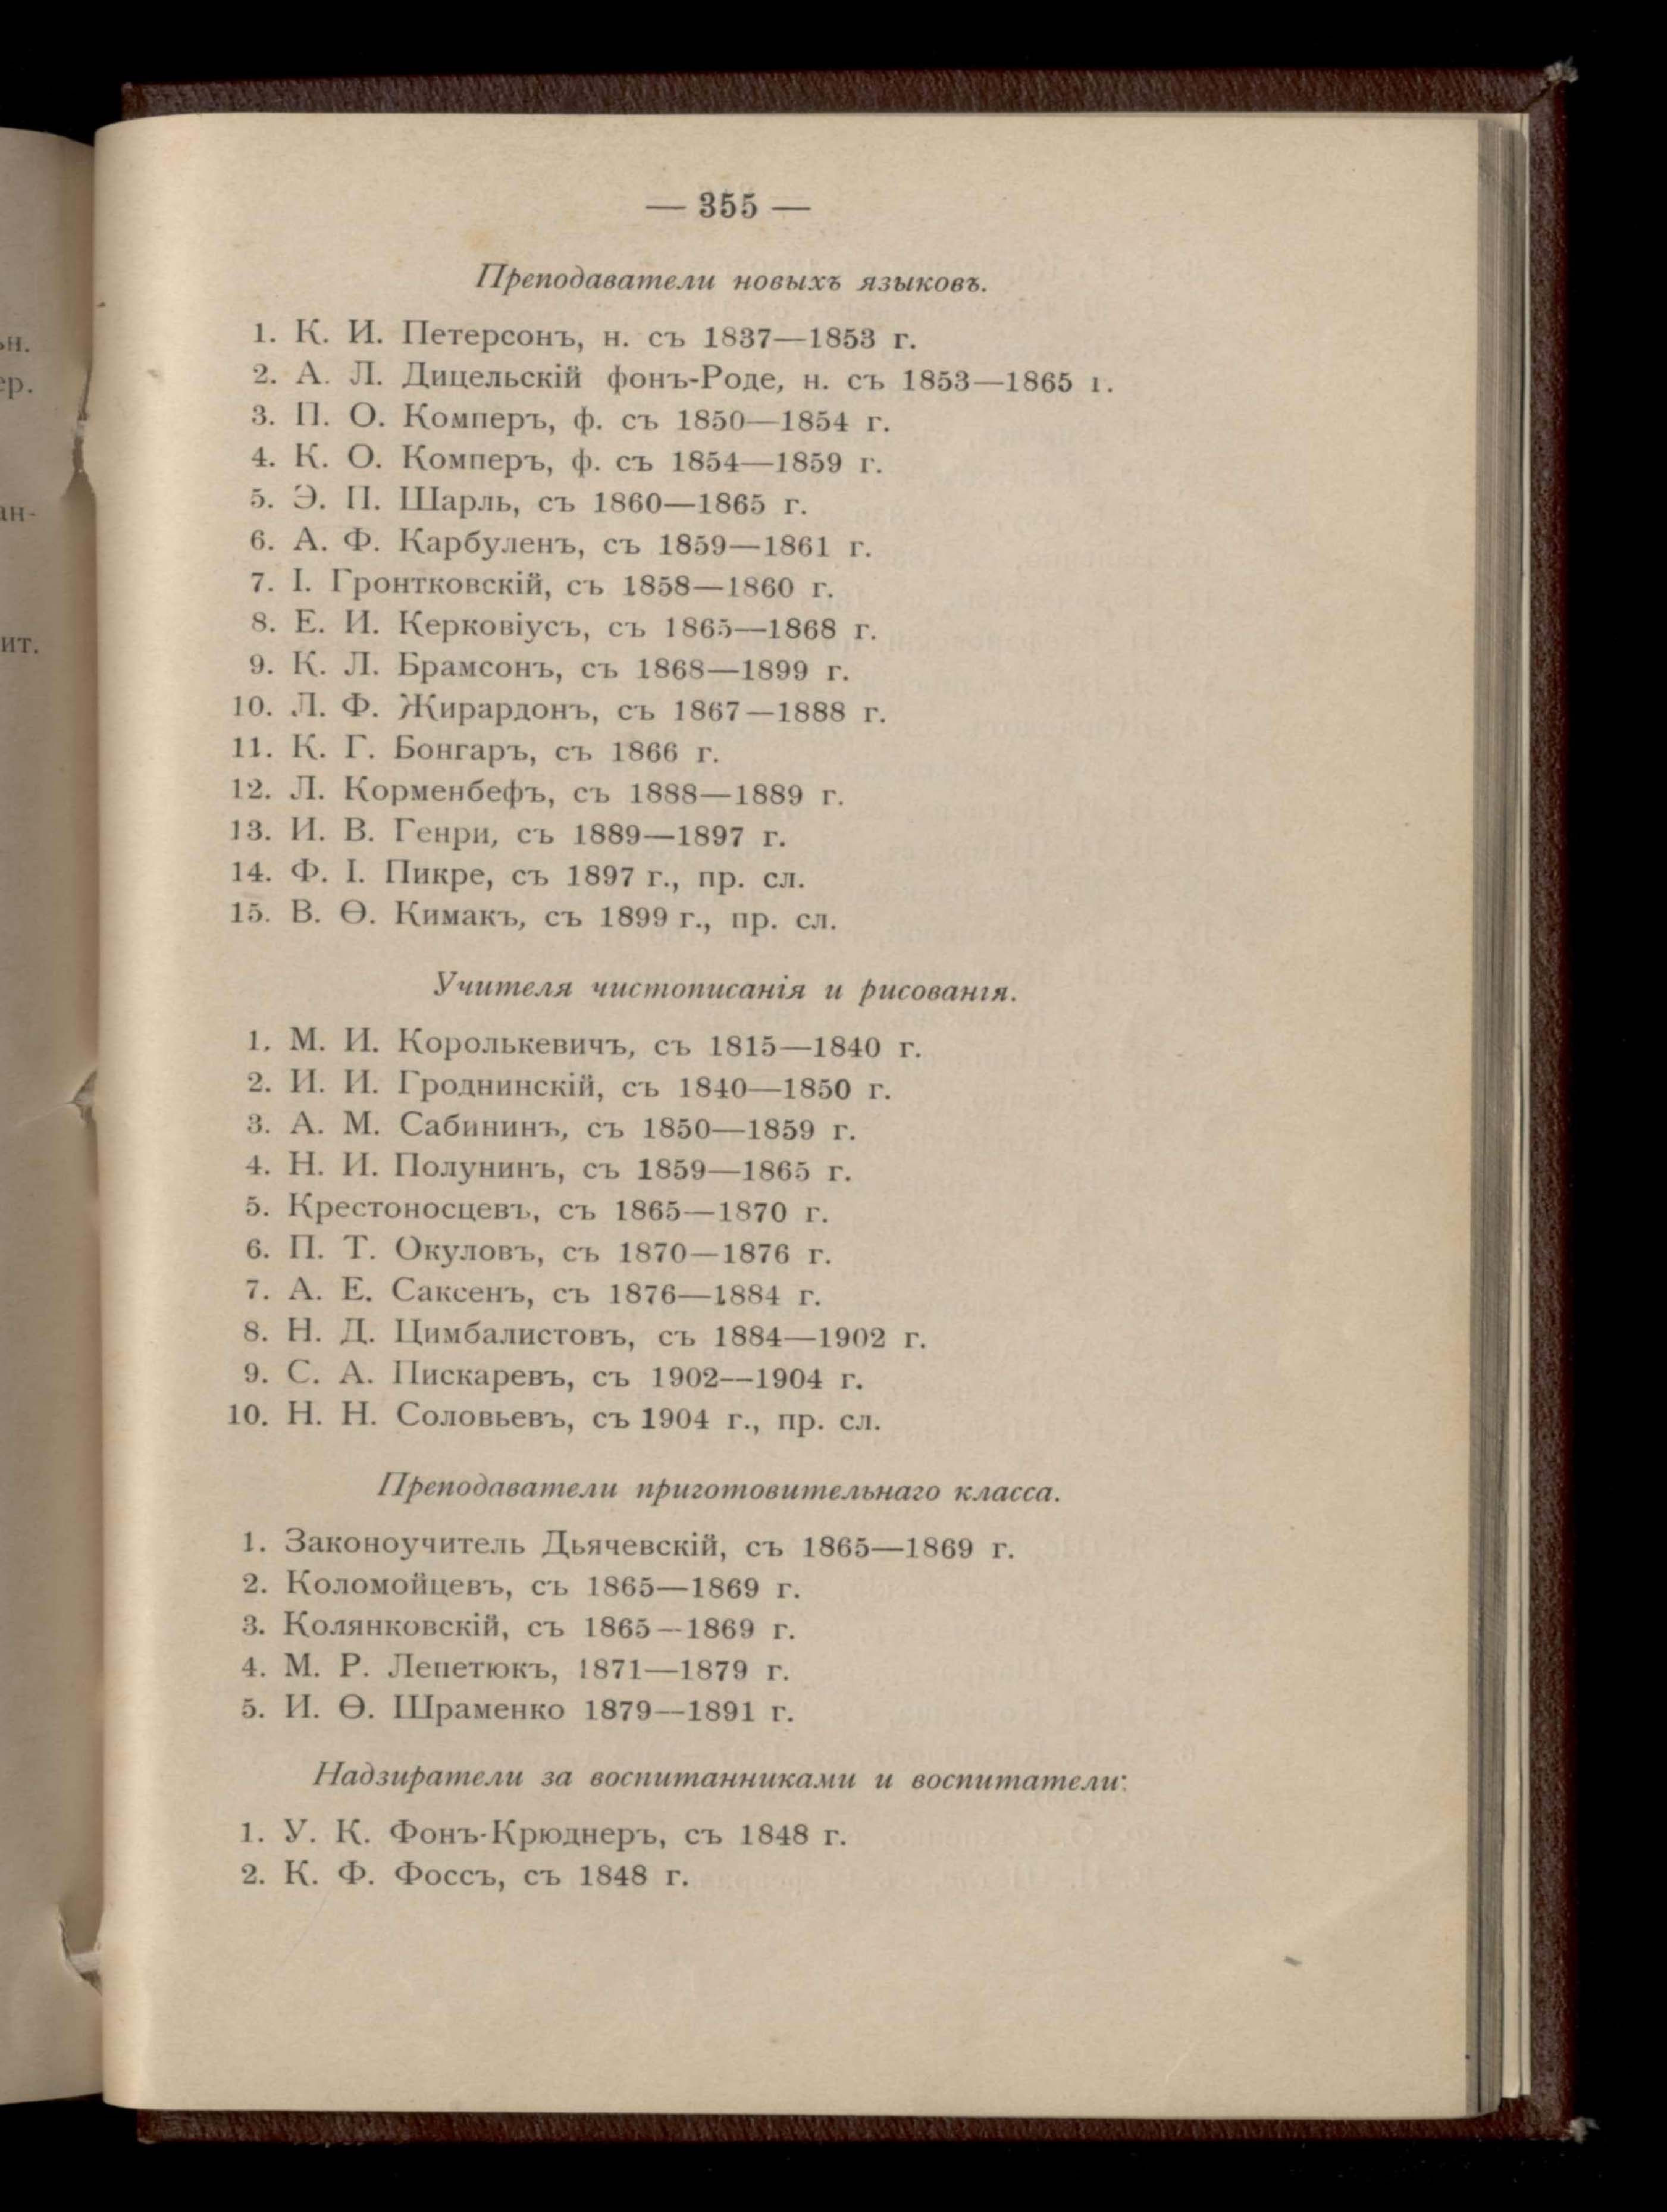 — 355 —
Преподаватели новыхъ языковъ.
1. К. И. Петерсонъ, н. съ 1837—1853 г.
2. А. Л. Дицельскій фонъ-Роде, н. съ 1853—1865 г.
3. П. О. Комперъ, ф. съ 1850—1854 г.
4. К. О. Комперъ, ф. съ 1854—1859 г.
5. Э. П. Шарль, съ 1860—1865 г.
6. А. Ф. Карбуленъ, съ 1859—1861 г.
7. І. Гронтковскій, съ 1858—1860 г.
8. Е. И. Керковіусъ, съ 1865—1868 г.
9. К. Л. Брамсонъ, съ 1868—1899 г.
10. Л. Ф. Жирардонъ, съ 1867—1888 г.
11. К. Г. Бонгаръ, съ 1866 г.
12. Л. Корменбефъ, съ 1888—1889 г.
13. И. В. Генри, съ 1889—1897 г.
14. Ф. І. Пикре, съ 1897 г., пр. сл.
15. В. Ѳ. Кимакъ, съ 1899 г., пр. сл.
Учителя чистописанія и рисованія.
1. М. И. Королькевичъ, съ 1815—1840 г.
2. И. И. Гроднинскій, съ 1840—1850 г.
3. А. М. Сабининъ, съ 1850—1859 г.
4. Н. И. Полунинъ, съ 1859—1865 г.
5. Крестоносцевъ, съ 1865—1870 г.
6. П. Т. Окуловъ, съ 1870—1876 г.
7. А. Е. Саксенъ, съ 1876—1884 г.
8. Н. Д. Цимбалистовъ, съ 1884—1902 г.
9. С. А. Пискаревъ, съ 1902—1904 г.
10. Н. Н. Соловьевъ, съ 1904 г., пр. сл.
Преподаватели приготовительнаго класса.
1. Законоучитель Дьячевскій, съ 1865—1869 г.
2. Коломойцевъ, съ 1865—1869 г.
3. Колянковскій, съ 1865—1869 г.
4. М. Р. Лепетюкъ, 1871—1879 г.
5. И. Ѳ. Шраменко 1879—1891 г.
Надзиратели за воспитанниками и воспитатели:
1. У. К. Фонъ-Крюднеръ, съ 1848 г.
2. К. Ф. Фоссъ, съ 1848 г.